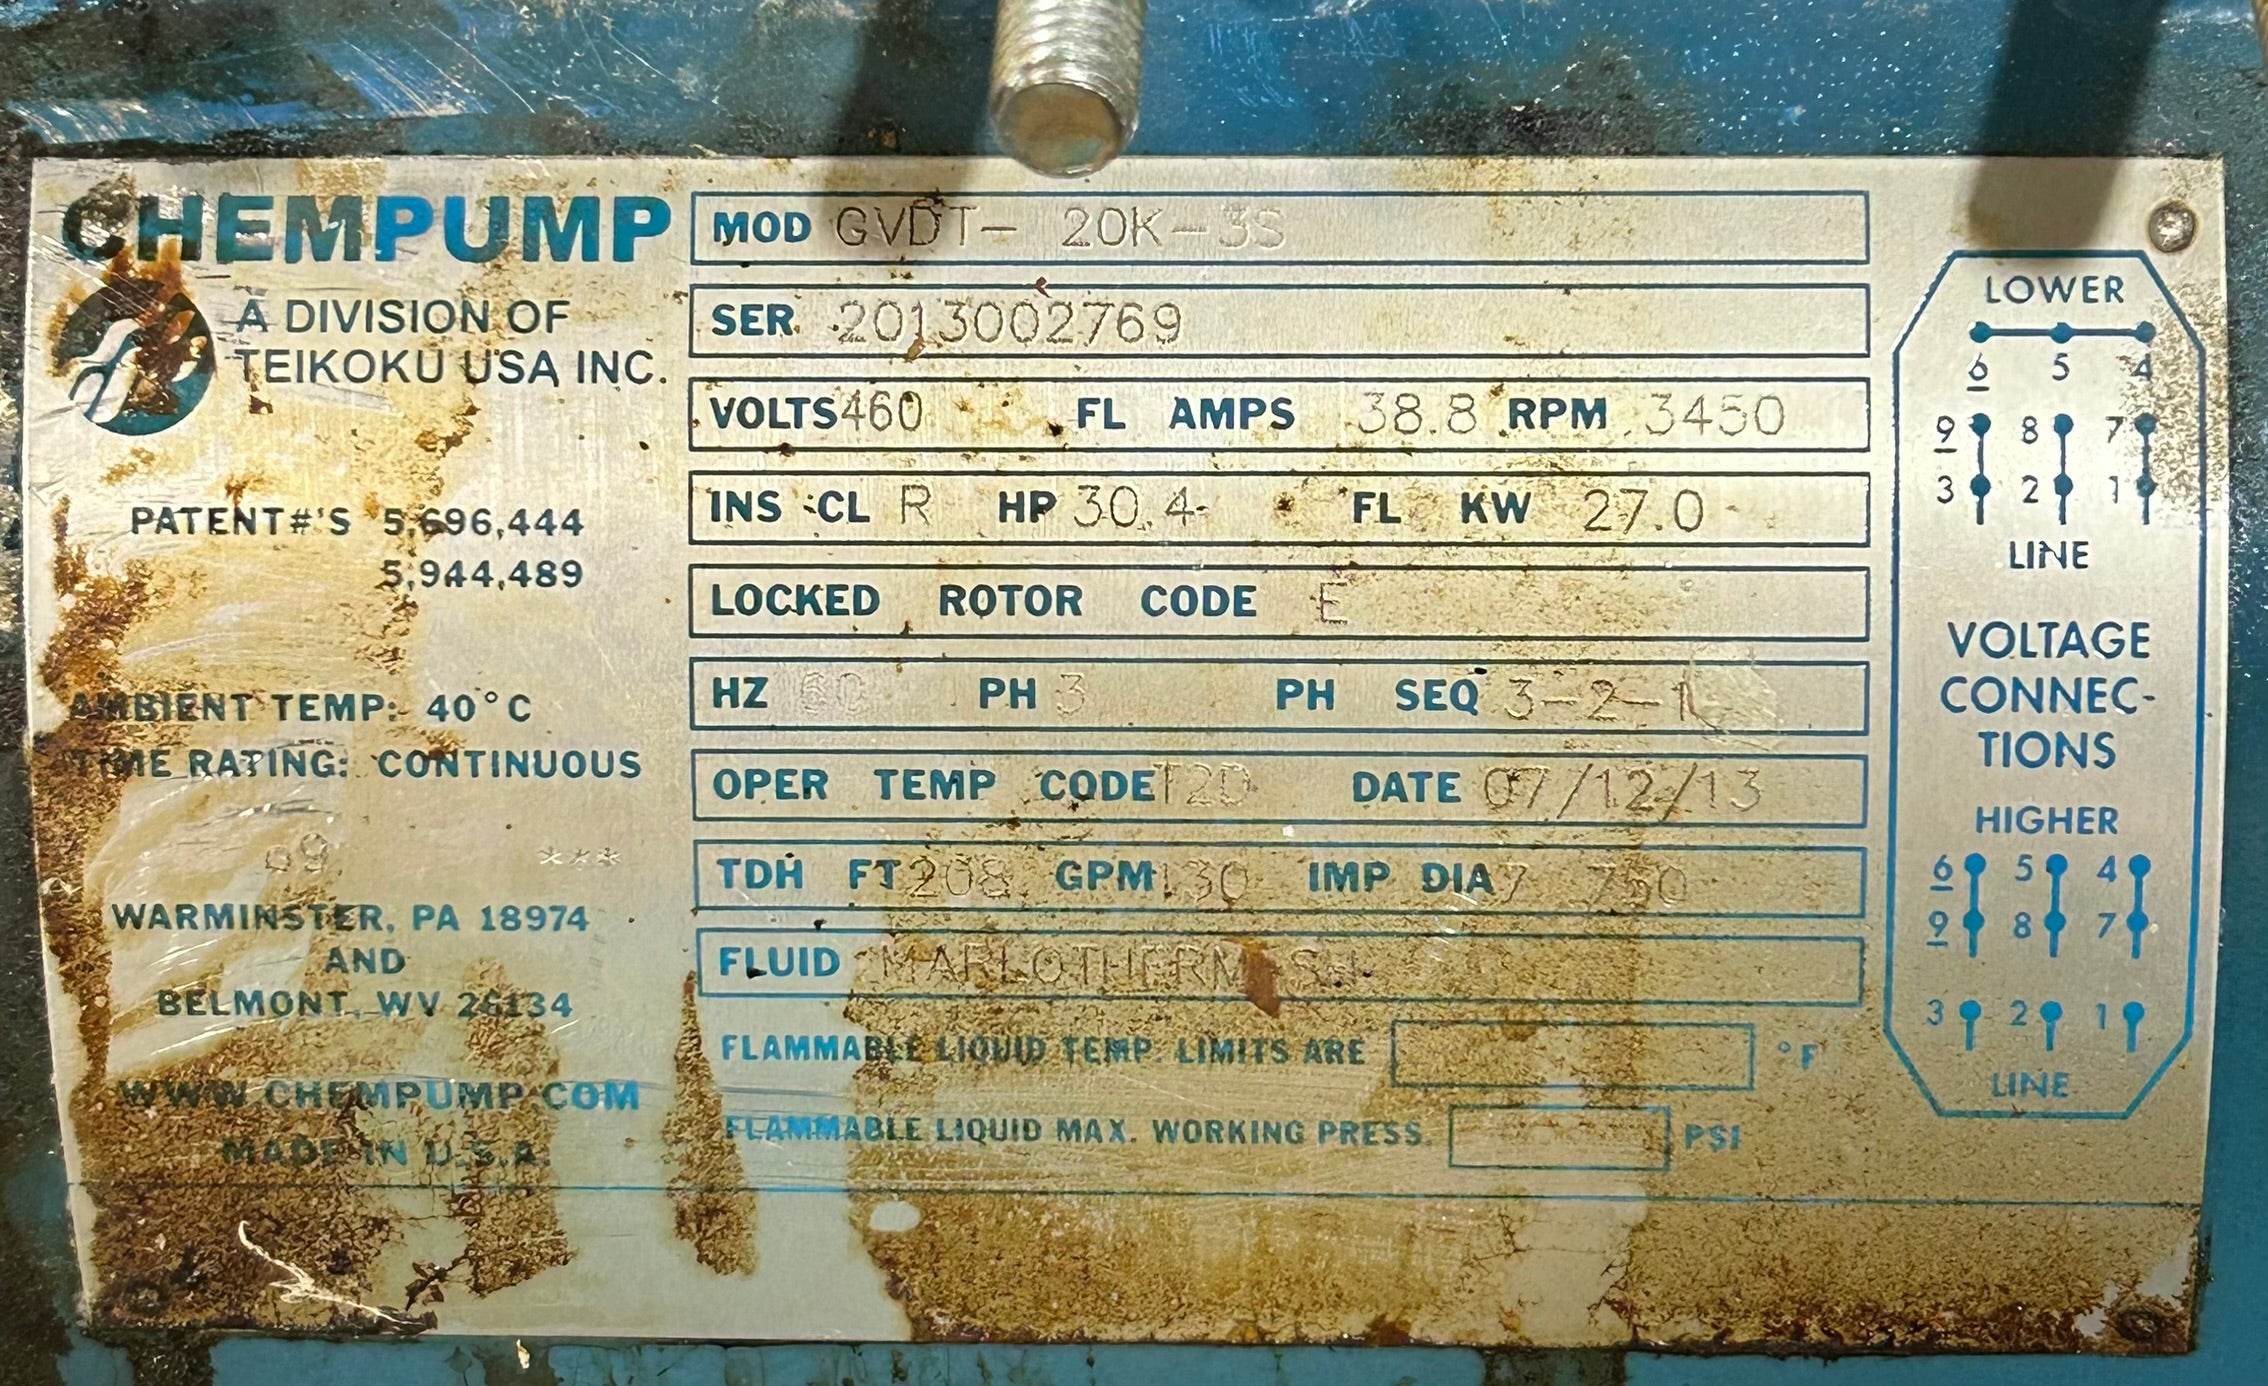 CHEMPUMP
A DIVISION OF
TEIKOKU USA INC.
PATENT#'S 5,696,444
5,944,489
AMBIENT TEMP: 40°C
TIME RATING: CONTINUOUS
09 ***
WARMINSTER, PA 18974
AND
BELMONT, WV 26134
WWW.CHEMPUMP.COM
MADE IN U.S.A.
MOD GVDT- 20K-3S
SER 2013002769
VOLTS 460 FL AMPS 38.8 RPM 3450
INS CL R HP 30.4 FL KW 27.0
LOCKED ROTOR CODE E
HZ 60 PH 3 PH SEQ 3-2-1
OPER TEMP CODE T2D DATE 07/12/13
TDH FT 208 GPM 130 IMP DIA 7 750
FLUID MARLOTHERM SH
FLAMMABLE LIQUID TEMP. LIMITS ARE °F
FLAMMABLE LIQUID MAX. WORKING PRESS. PSI
LOWER
6 5 4
9 8 7
3 2 1
LINE
VOLTAGE
CONNEC-
TIONS
HIGHER
6 5 4
9 8 7
3 2 1
LINE